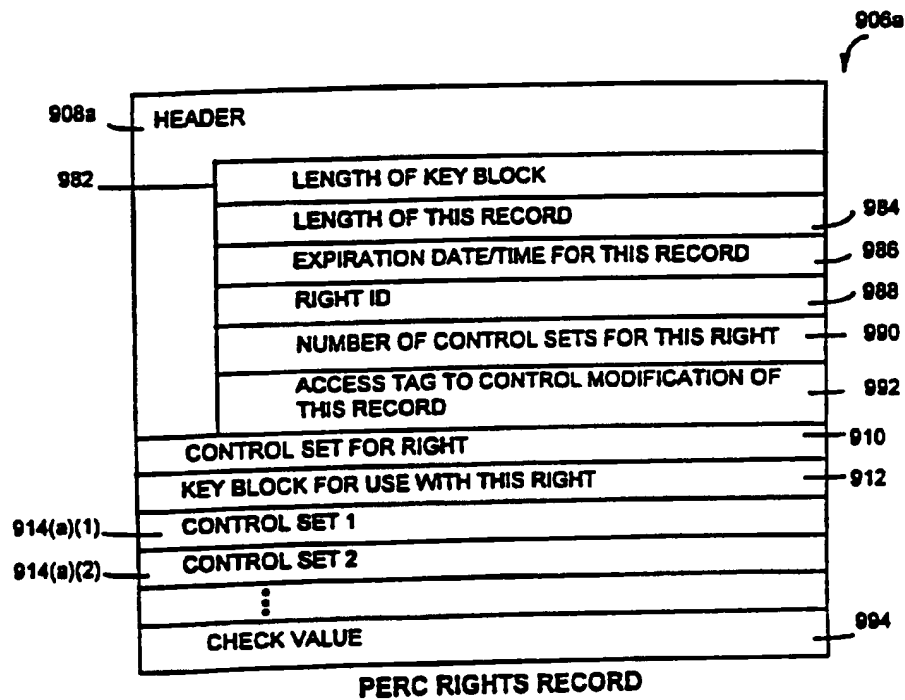 906a
908a
HEADER
982
LENGTH OF KEY BLOCK
LENGTH OF THIS RECORD
984
EXPIRATION DATE/TIME FOR THIS RECORD
986
RIGHT ID
988
NUMBER OF CONTROL SETS FOR THIS RIGHT
990
ACCESS TAG TO CONTROL MODIFICATION OF
THIS RECORD
992
CONTROL SET FOR RIGHT
910
KEY BLOCK FOR USE WITH THIS RIGHT
912
914(a)(1)
CONTROL SET 1
914(a)(2)
CONTROL SET 2
CHECK VALUE
994
PERC RIGHTS RECORD